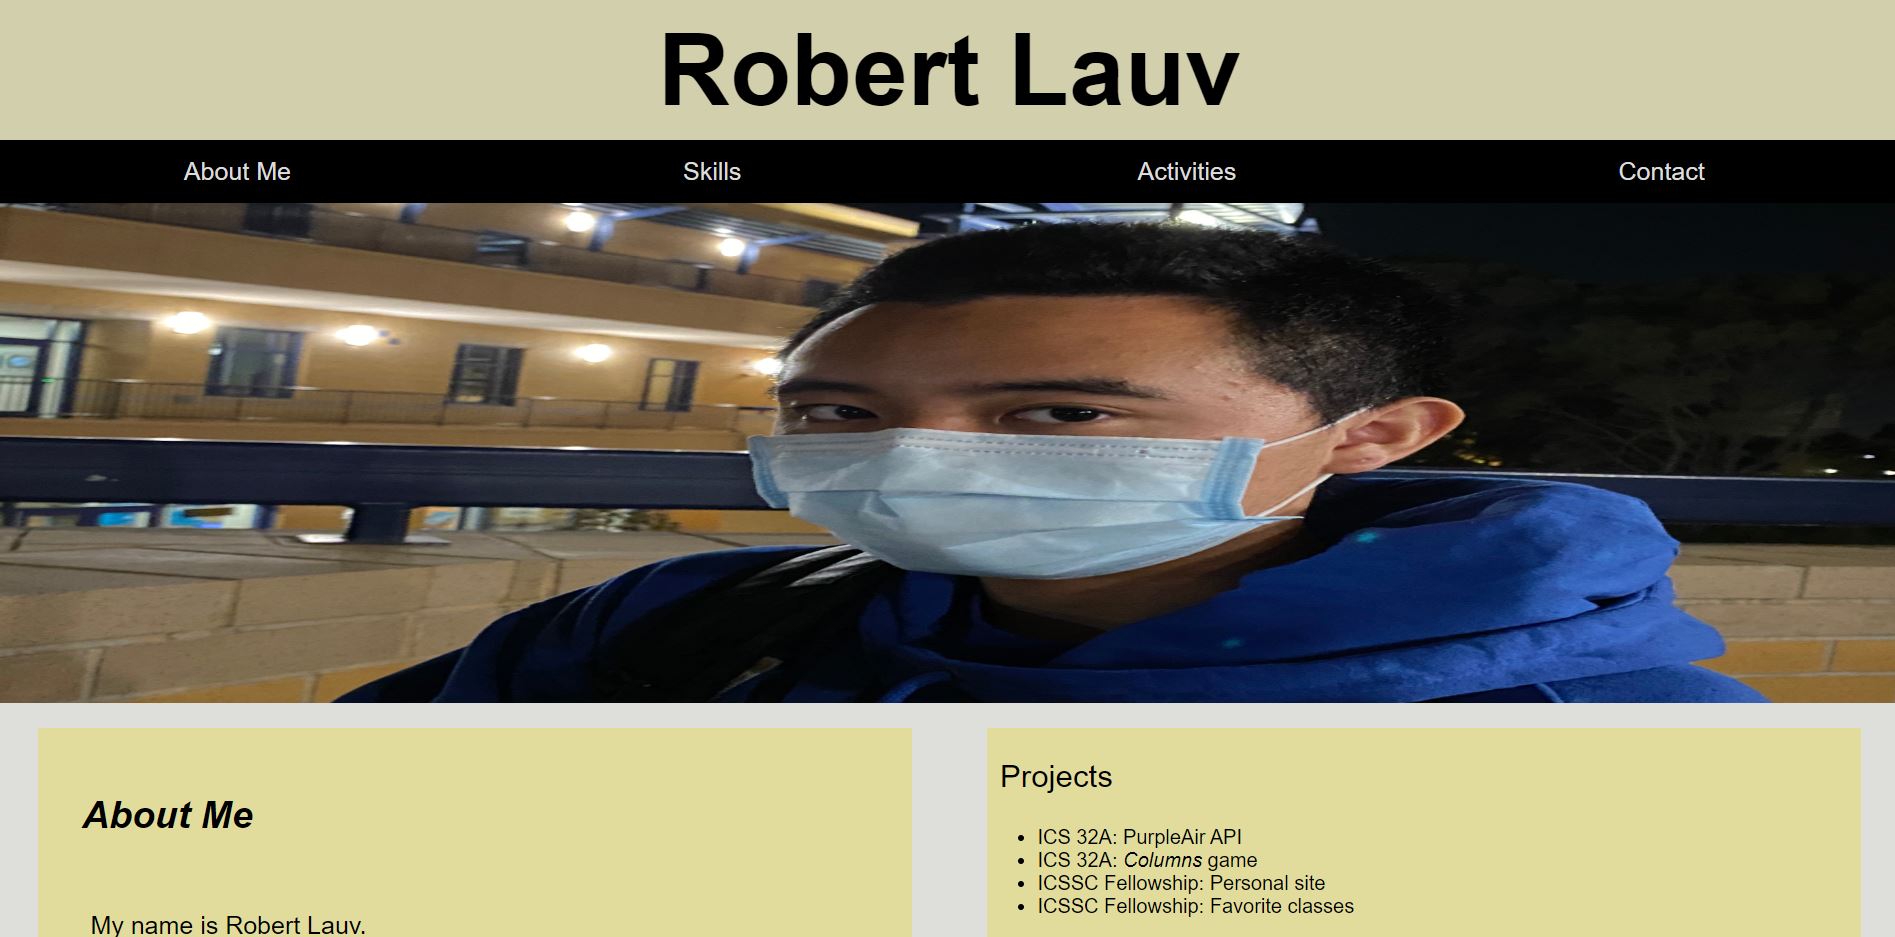 Robert Lauv
About Me
Skills
Activities
Contact
About Me
My name is Robert Lauv.
Projects
ICS 32A: PurpleAir API
ICS 32A: Columns game
ICSSC Fellowship: Personal site
ICSSC Fellowship: Favorite classes